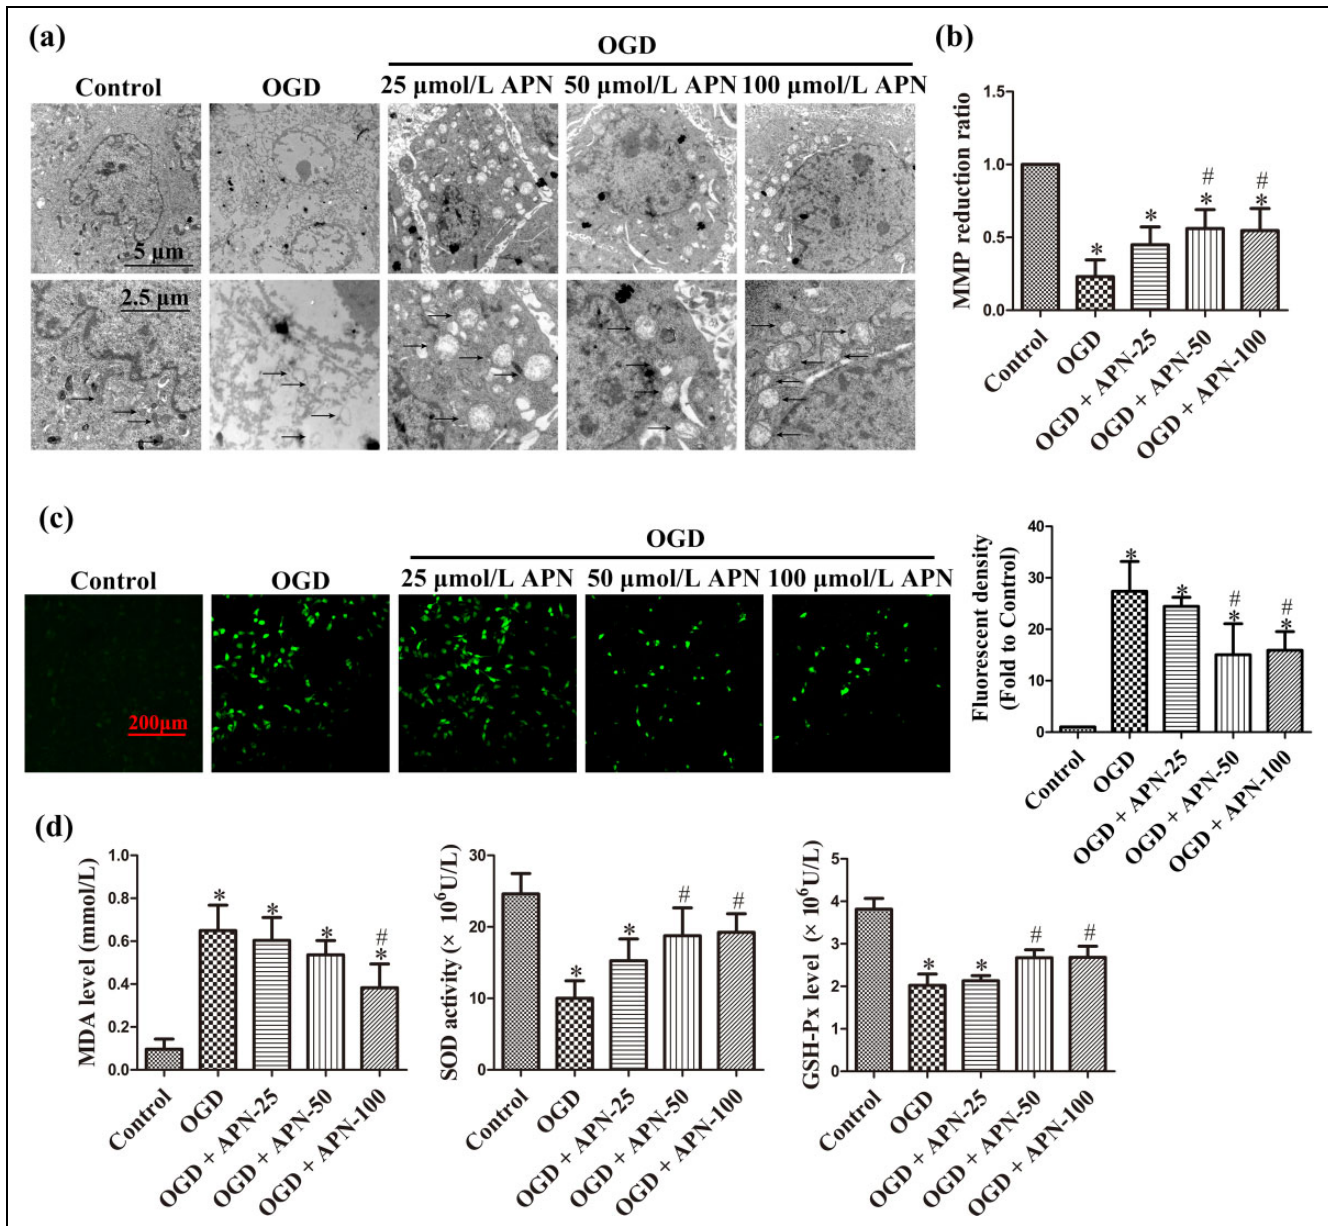 (a)
OGD
Control
OGD
25 μmol/L APN
50 μmol/L APN
100 μmol/L APN
5 μm
2.5 μm
(b)
MMP reduction ratio
1.5
1.0
0.5
0.0
*
*
#
*
#
*
Control
OGD
OGD + APN-25
OGD + APN-50
OGD + APN-100
(c)
OGD
Control
OGD
25 μmol/L APN
50 μmol/L APN
100 μmol/L APN
200μm
Fluorescent density
(Fold to Control)
40
30
20
10
0
*
*
#
*
#
*
Control
OGD
OGD + APN-25
OGD + APN-50
OGD + APN-100
(d)
MDA level (mmol/L)
1.0
0.8
0.6
0.4
0.2
0.0
*
*
*
#
*
Control
OGD
OGD + APN-25
OGD + APN-50
OGD + APN-100
SOD activity (× 10⁶U/L)
30
20
10
0
*
*
#
#
Control
OGD
OGD + APN-25
OGD + APN-50
OGD + APN-100
GSH-Px level (× 10⁶U/L)
5
4
3
2
1
0
*
*
#
#
Control
OGD
OGD + APN-25
OGD + APN-50
OGD + APN-100